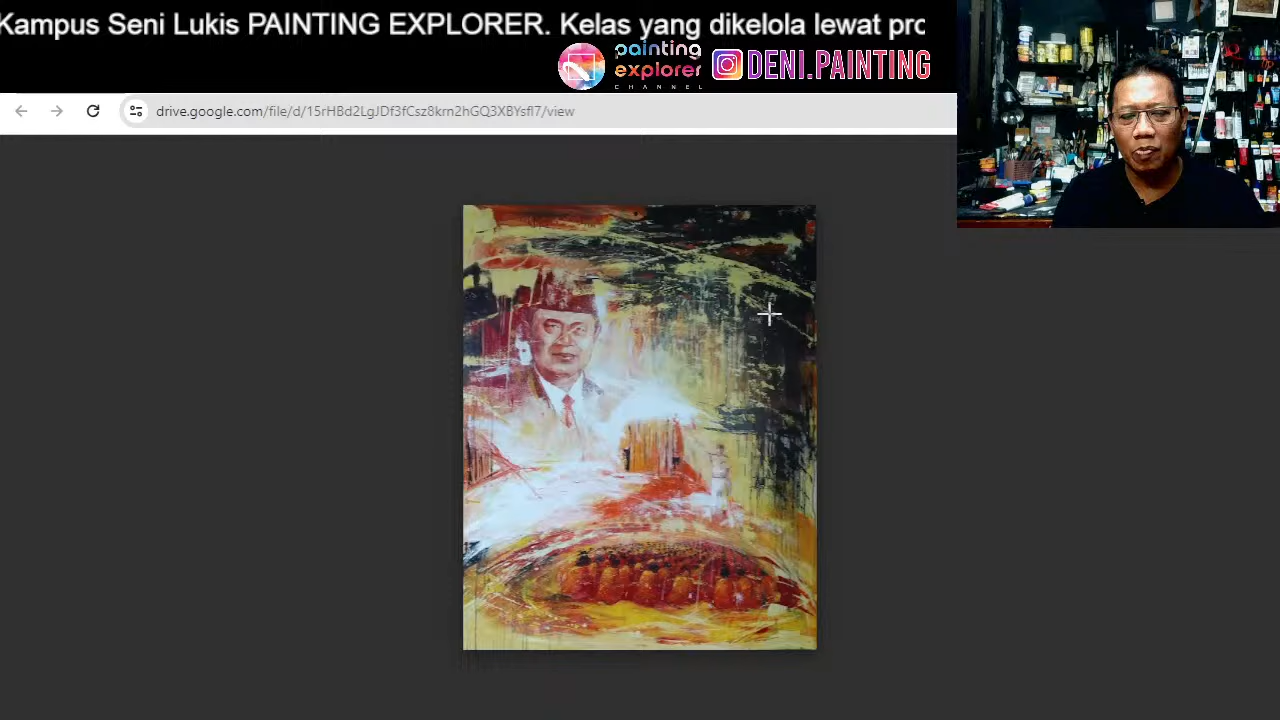 Kampus Seni Lukis PAINTING EXPLORER. Kelas yang dikelola lewat pro
painting
explorer
CHANNEL
DENI.PAINTING
drive.google.com/file/d/15rHBd2LgJDf3fCsz8krn2hGQ3XBYsfl7/view